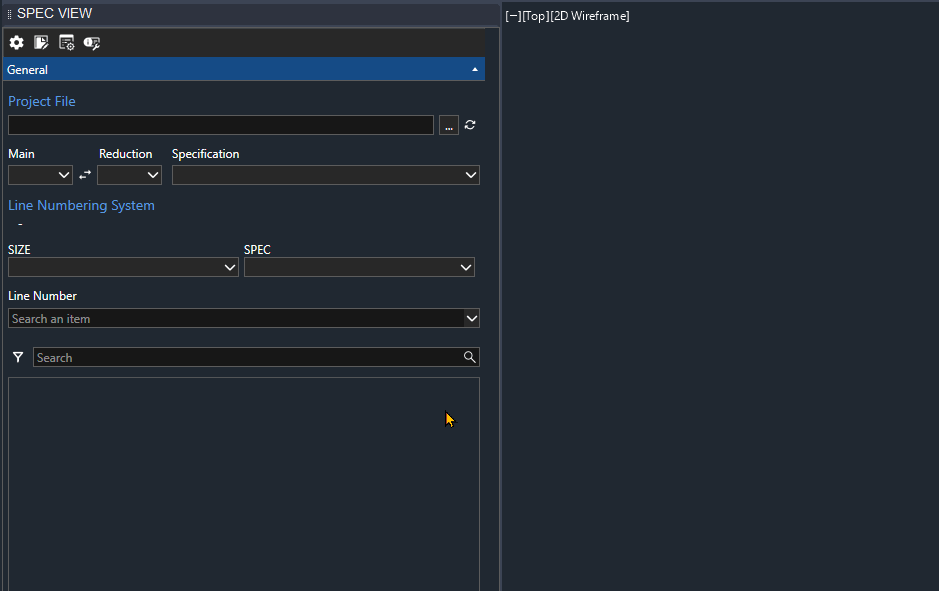 SPEC VIEW
[−][Top][2D Wireframe]
General
Project File
...
Main Reduction Specification
Line Numbering System
-
SIZE SPEC
Line Number
Search an item
Search